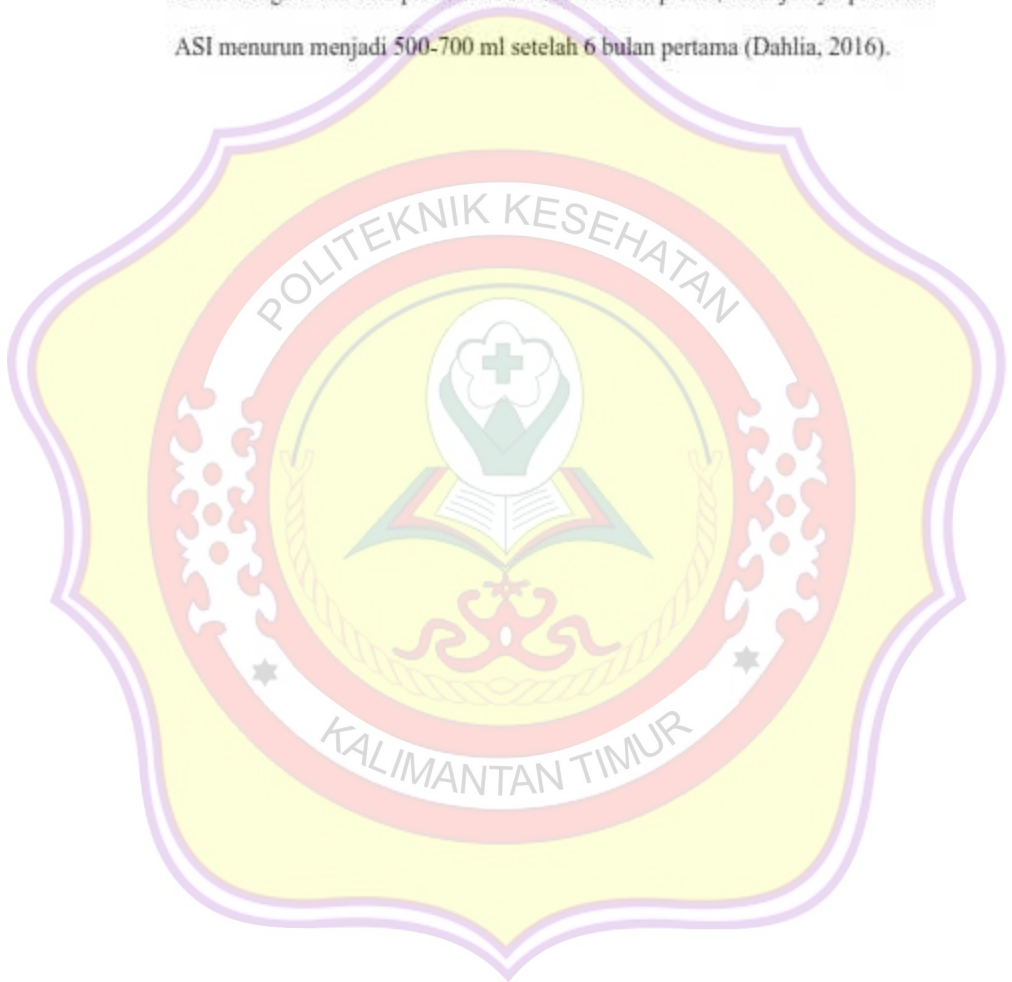 ASI menurun menjadi 500-700 ml setelah 6 bulan pertama (Dahlia, 2016).
POLITEKNIK KESEHATAN
KALIMANTAN TIMUR